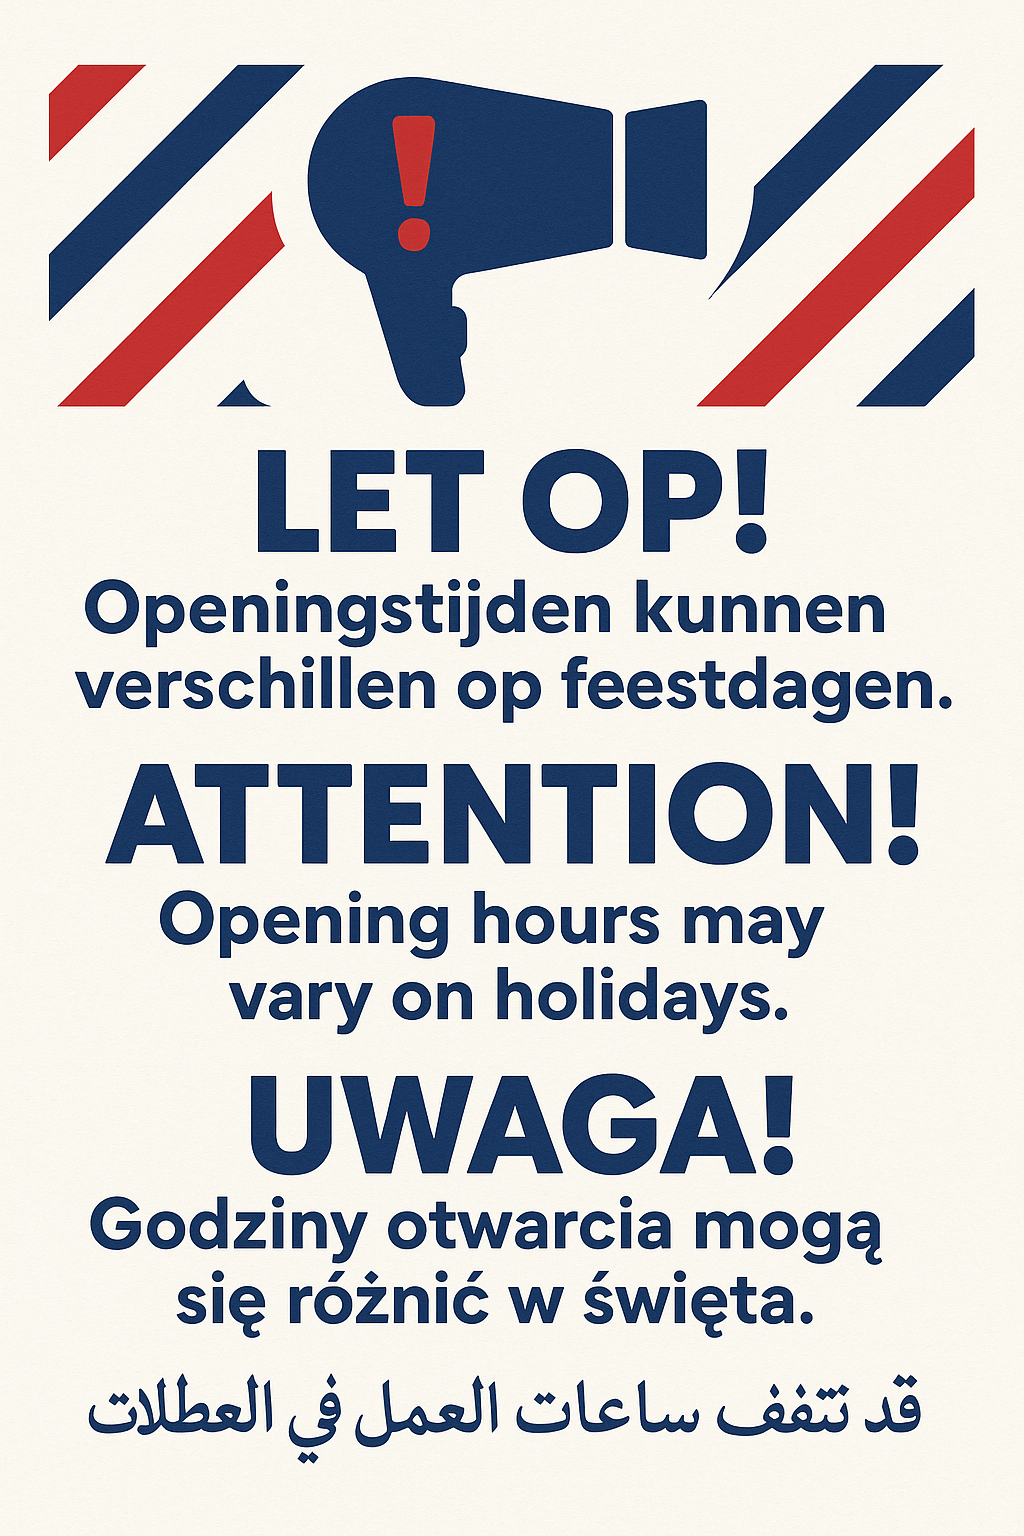 LET OP!
Openingstijden kunnen
verschillen op feestdagen.
ATTENTION!
Opening hours may
vary on holidays.
UWAGA!
Godziny otwarcia mogą
się różnić w święta.
قد تتفف ساعات العمل في العطلات